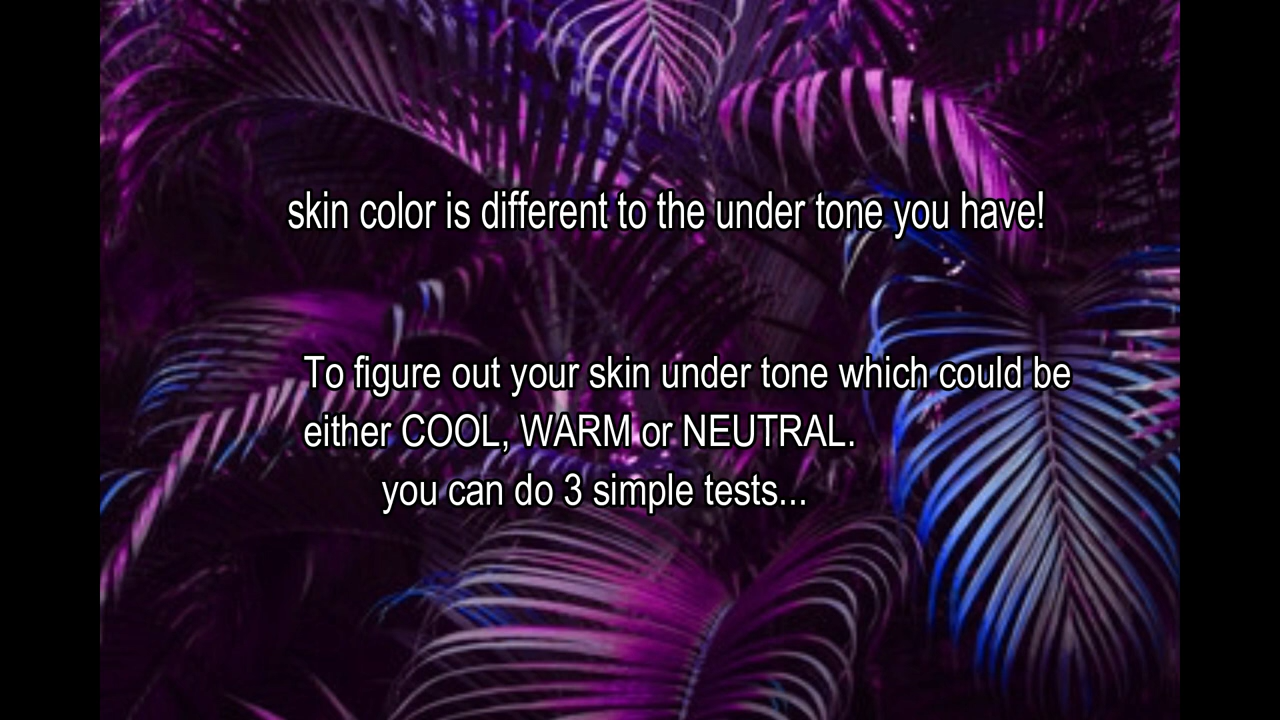 skin color is different to the under tone you have!
To figure out your skin under tone which could be
either COOL, WARM or NEUTRAL.
you can do 3 simple tests...